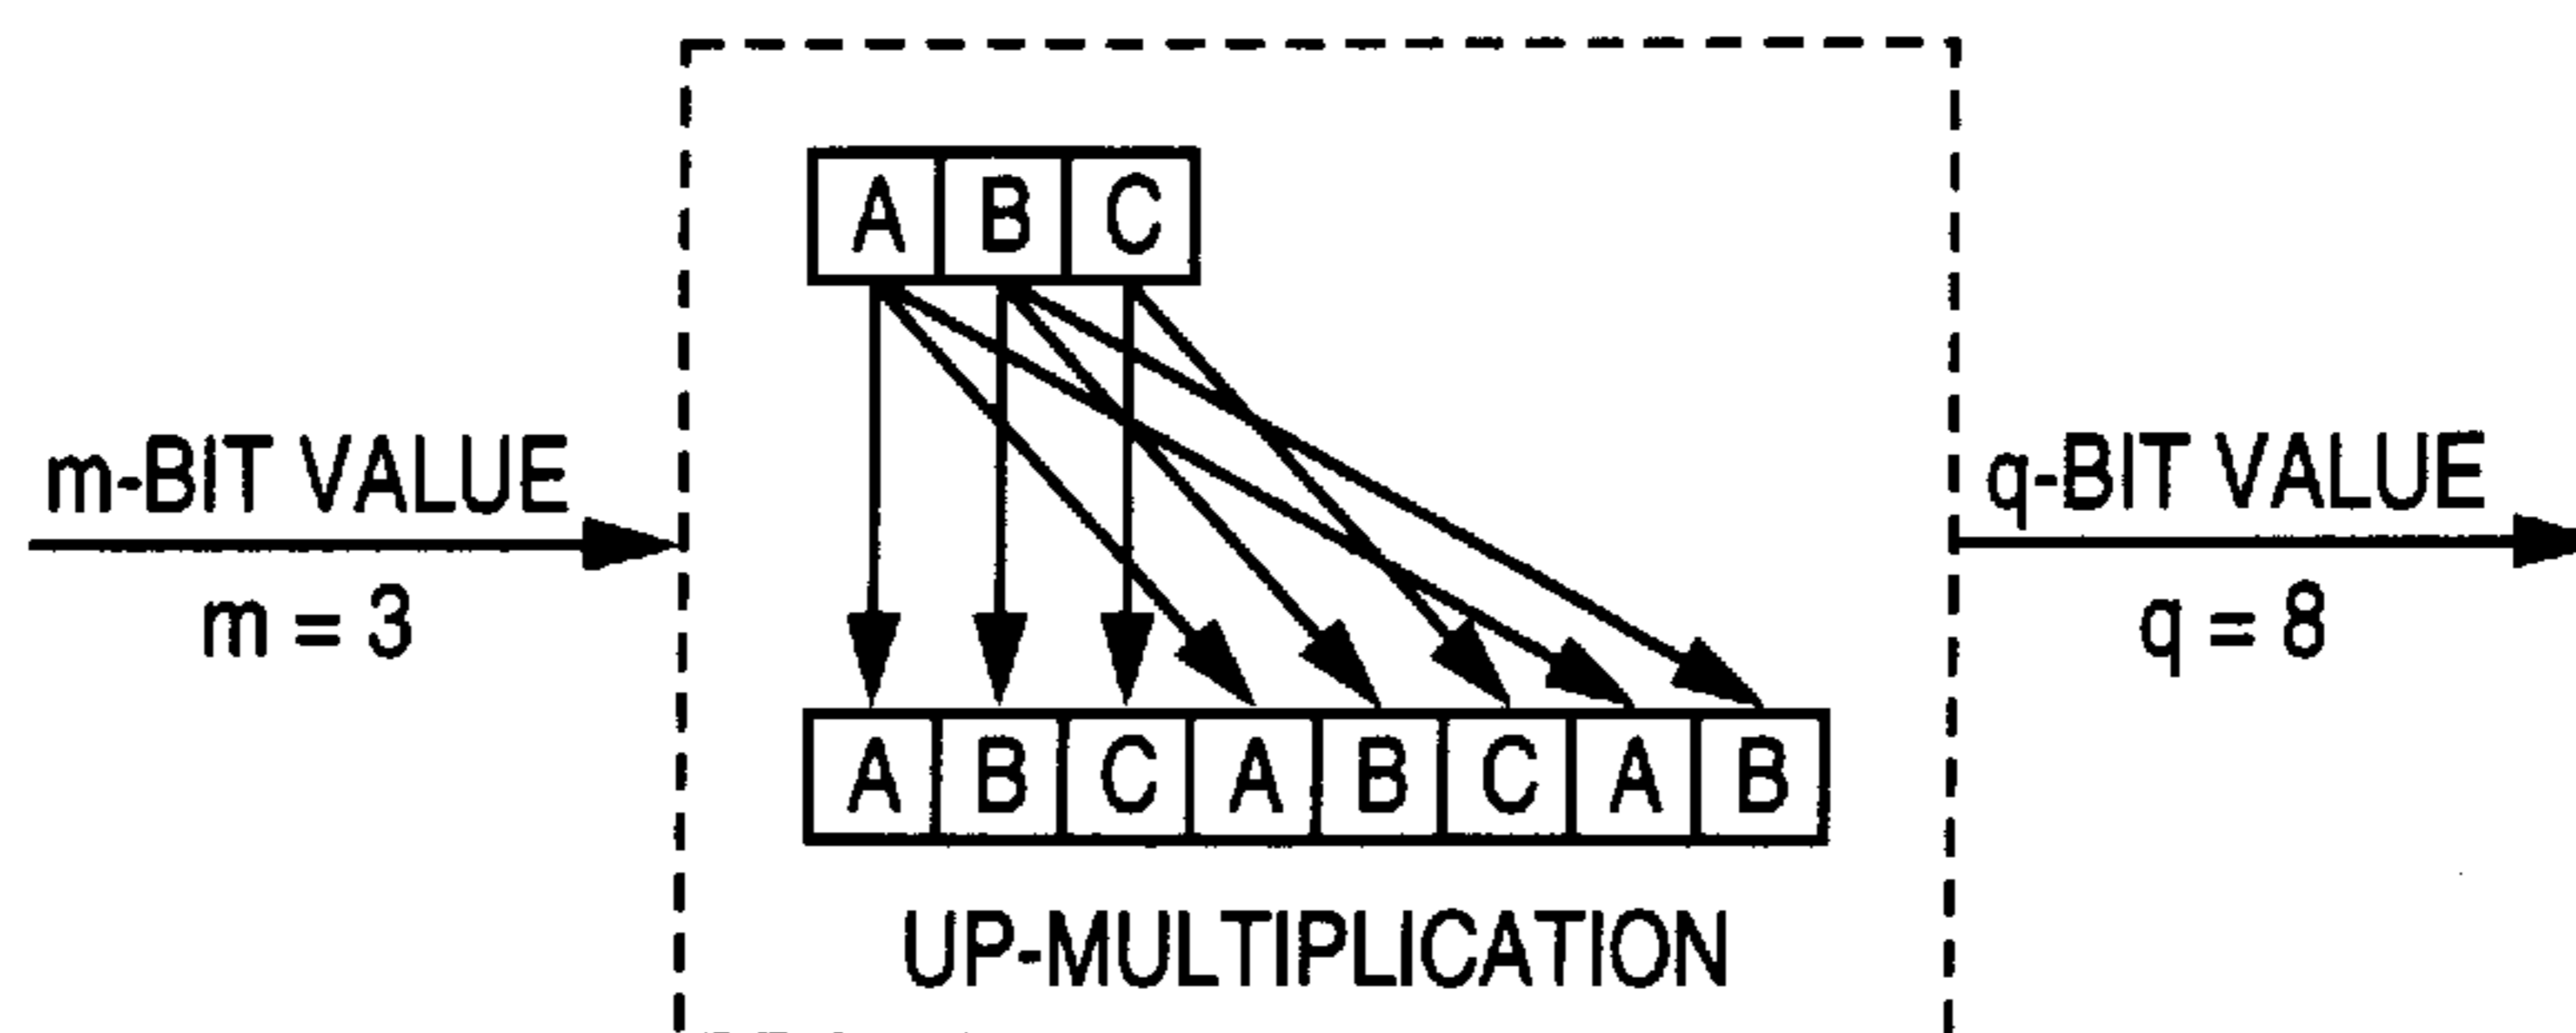 A B C
m-BIT VALUE
m = 3
q-BIT VALUE
q = 8
A B C A B C A B
UP-MULTIPLICATION